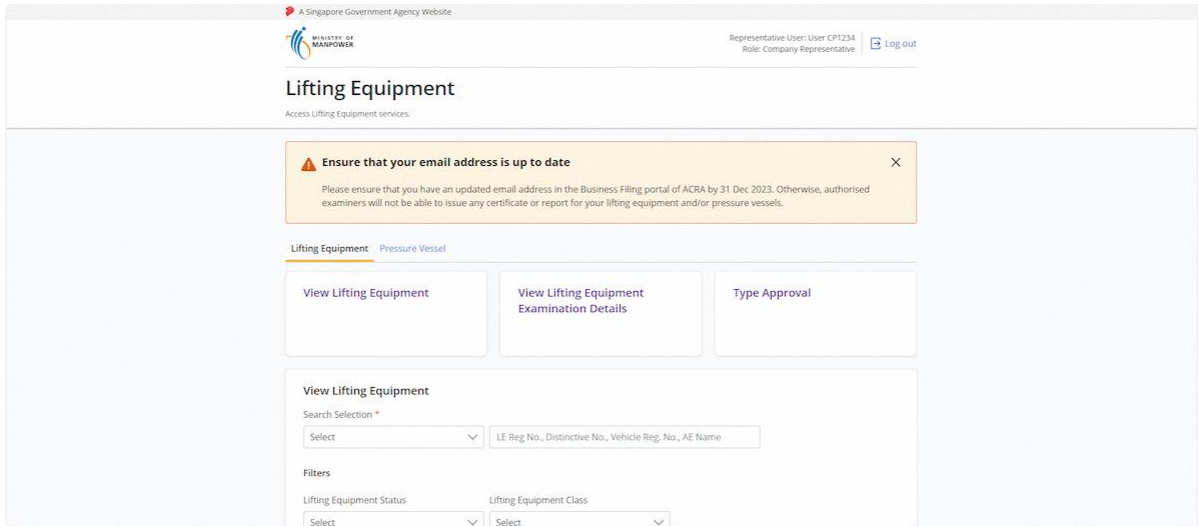 A Singapore Government Agency Website
MINISTRY OF
MANPOWER
Representative User: User CP1234
Role: Company Representative
Log out
Lifting Equipment
Access Lifting Equipment services.
Ensure that your email address is up to date
Please ensure that you have an updated email address in the Business Filing portal of ACRA by 31 Dec 2023. Otherwise, authorised
examiners will not be able to issue any certificate or report for your lifting equipment and/or pressure vessels.
Lifting Equipment Pressure Vessel
View Lifting Equipment
View Lifting Equipment
Examination Details
Type Approval
View Lifting Equipment
Search Selection *
Select
LE Reg No., Distinctive No., Vehicle Reg. No., AE Name
Filters
Lifting Equipment Status
Lifting Equipment Class
Select
Select